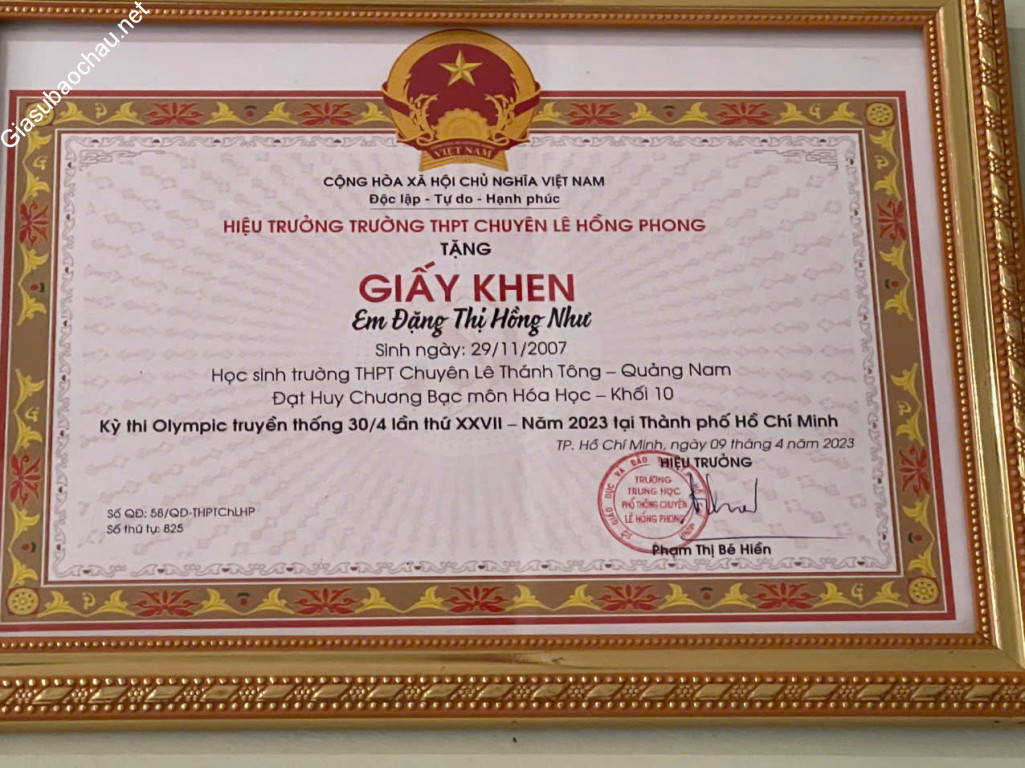 Giasubaochau.net
VIỆT NAM
CỘNG HÒA XÃ HỘI CHỦ NGHĨA VIỆT NAM
Độc lập - Tự do - Hạnh phúc
HIỆU TRƯỞNG TRƯỜNG THPT CHUYÊN LÊ HỒNG PHONG
TẶNG
GIẤY KHEN
Em Đặng Thị Hồng Như
Sinh ngày: 29/11/2007
Học sinh trường THPT Chuyên Lê Thánh Tông – Quảng Nam
Đạt Huy Chương Bạc môn Hóa Học – Khối 10
Kỳ thi Olympic truyền thống 30/4 lần thứ XXVII – Năm 2023 tại Thành phố Hồ Chí Minh
TP. Hồ Chí Minh, ngày 09 tháng 4 năm 2023
HIỆU TRƯỞNG
GIÁO DỤC VÀ ĐÀO
TRƯỜNG
TRUNG HỌC
PHỔ THÔNG CHUYÊN
LÊ HỒNG PHONG
Số QĐ: 58/QĐ-THPTChLHP
Số thứ tự: 825
Phạm Thị Bé Hiền